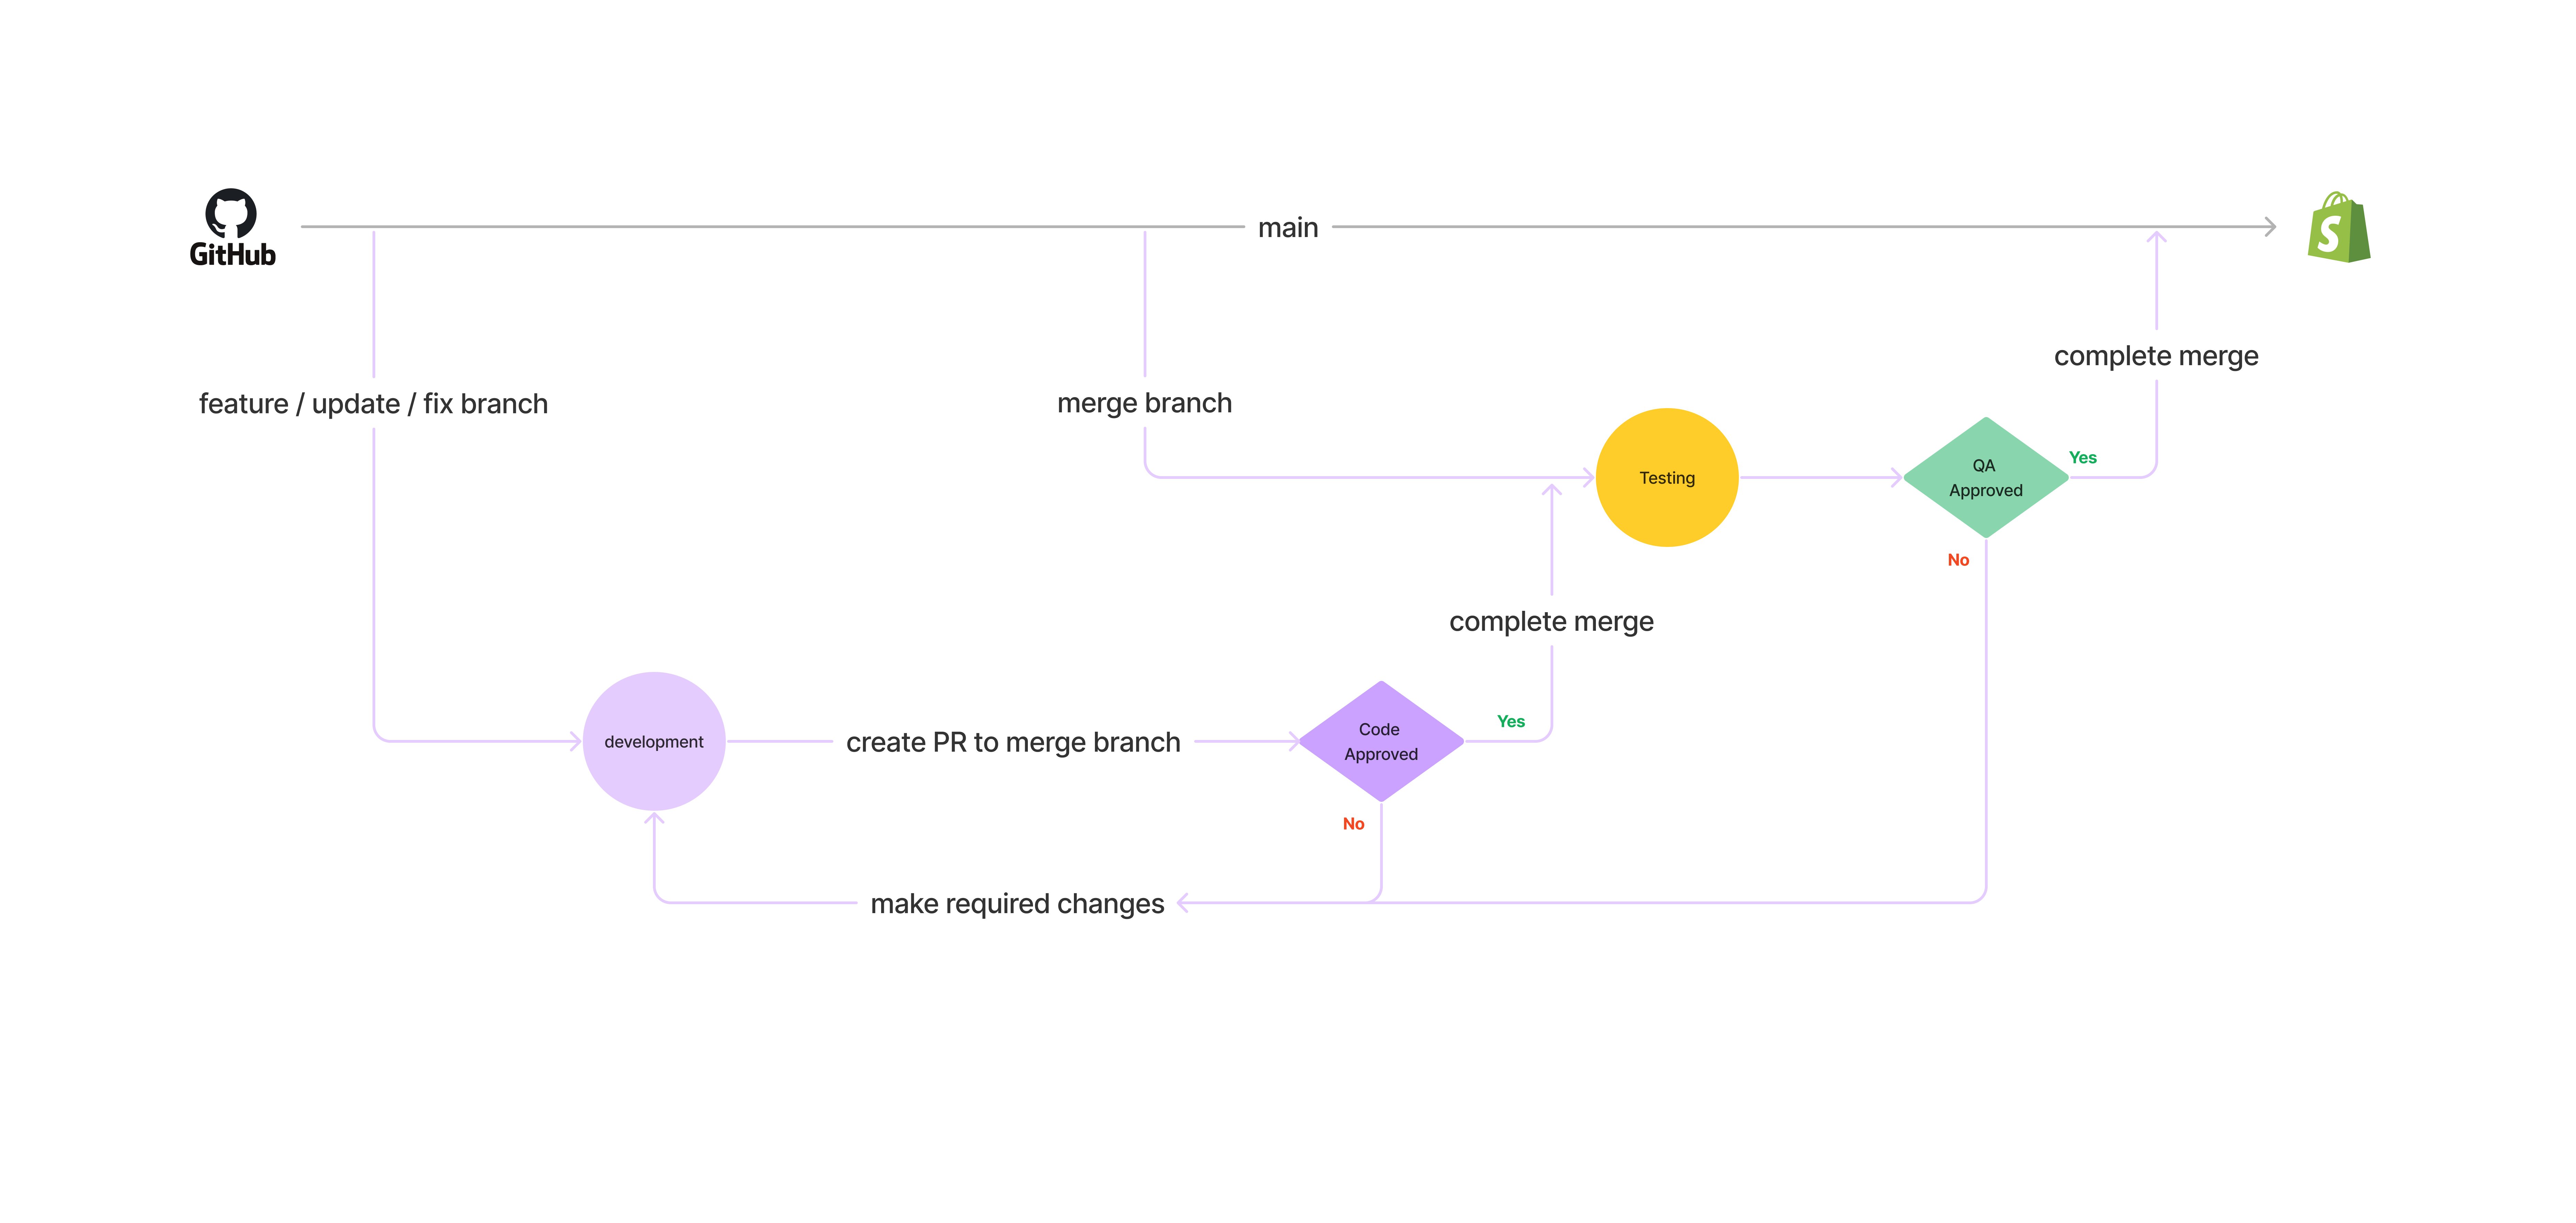 GitHub
main
feature / update / fix branch
merge branch
complete merge
Testing
QA
Approved
Yes
No
complete merge
development
create PR to merge branch
Code
Approved
Yes
No
make required changes